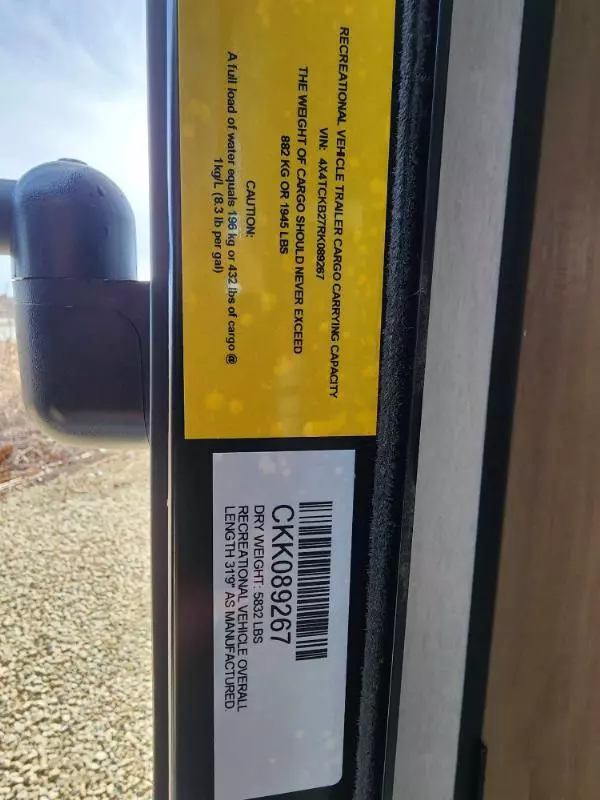 RECREATIONAL VEHICLE TRAILER CARGO CARRYING CAPACITY
VIN: 4X4TCKB27RK089267
THE WEIGHT OF CARGO SHOULD NEVER EXCEED
882 KG OR 1945 LBS
CAUTION:
A full load of water equals 196 kg or 432 lbs of cargo @
1kg/L (8.3 lb per gal)
CKK089267
DRY WEIGHT: 5832 LBS
RECREATIONAL VEHICLE OVERALL
LENGTH 31'9" AS MANUFACTURED.